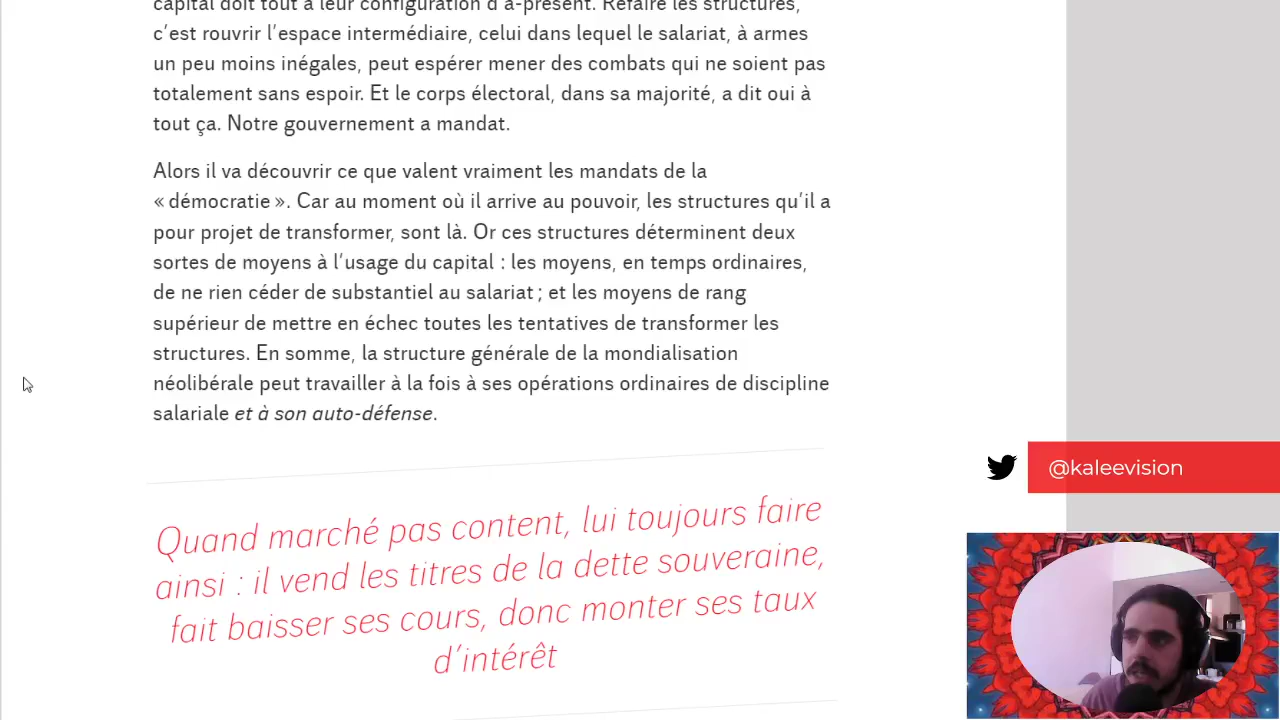 capital doit tout à leur configuration d’à-présent. Refaire les structures,
c’est rouvrir l’espace intermédiaire, celui dans lequel le salariat, à armes
un peu moins inégales, peut espérer mener des combats qui ne soient pas
totalement sans espoir. Et le corps électoral, dans sa majorité, a dit oui à
tout ça. Notre gouvernement a mandat.
Alors il va découvrir ce que valent vraiment les mandats de la
« démocratie ». Car au moment où il arrive au pouvoir, les structures qu’il a
pour projet de transformer, sont là. Or ces structures déterminent deux
sortes de moyens à l’usage du capital : les moyens, en temps ordinaires,
de ne rien céder de substantiel au salariat ; et les moyens de rang
supérieur de mettre en échec toutes les tentatives de transformer les
structures. En somme, la structure générale de la mondialisation
néolibérale peut travailler à la fois à ses opérations ordinaires de discipline
salariale et à son auto-défense.
@kaleevision
Quand marché pas content, lui toujours faire
ainsi : il vend les titres de la dette souveraine,
fait baisser ses cours, donc monter ses taux
d’intérêt